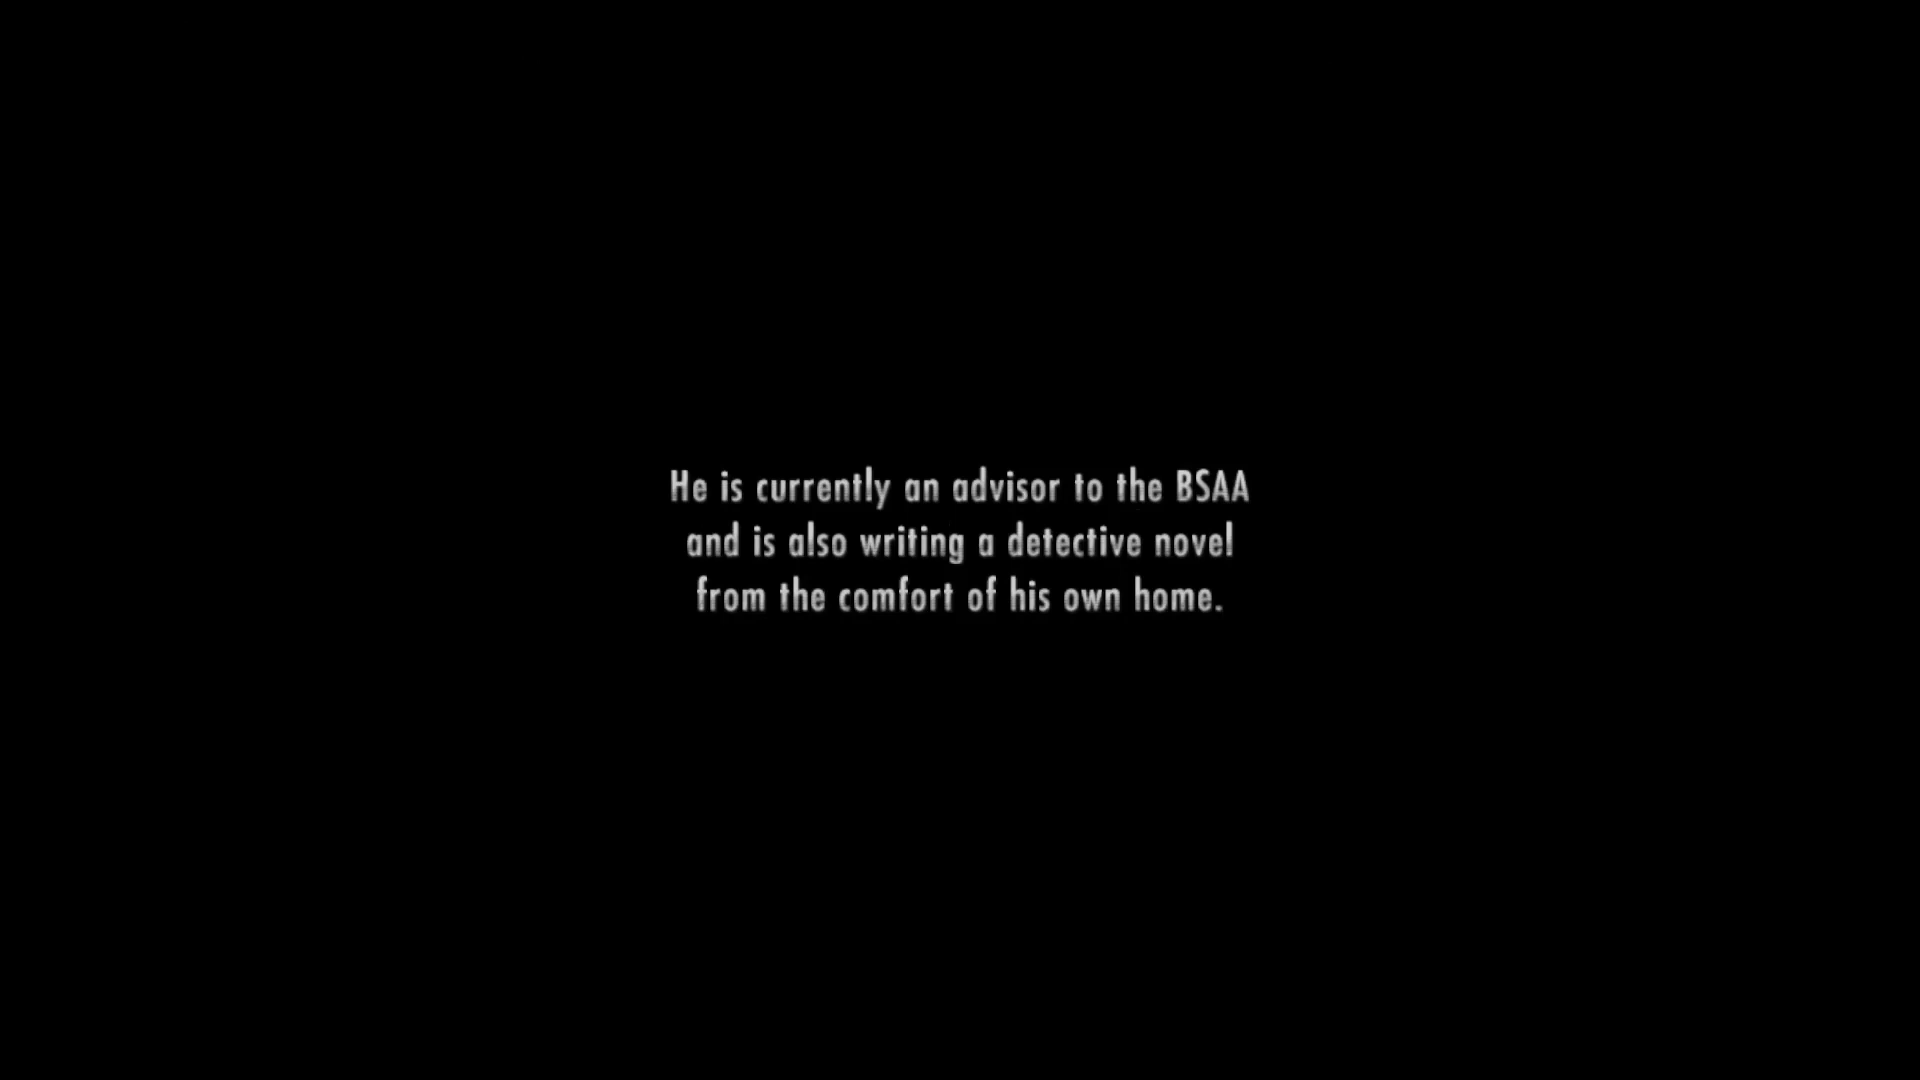 He is currently an advisor to the BSAA
and is also writing a detective novel
from the comfort of his own home.